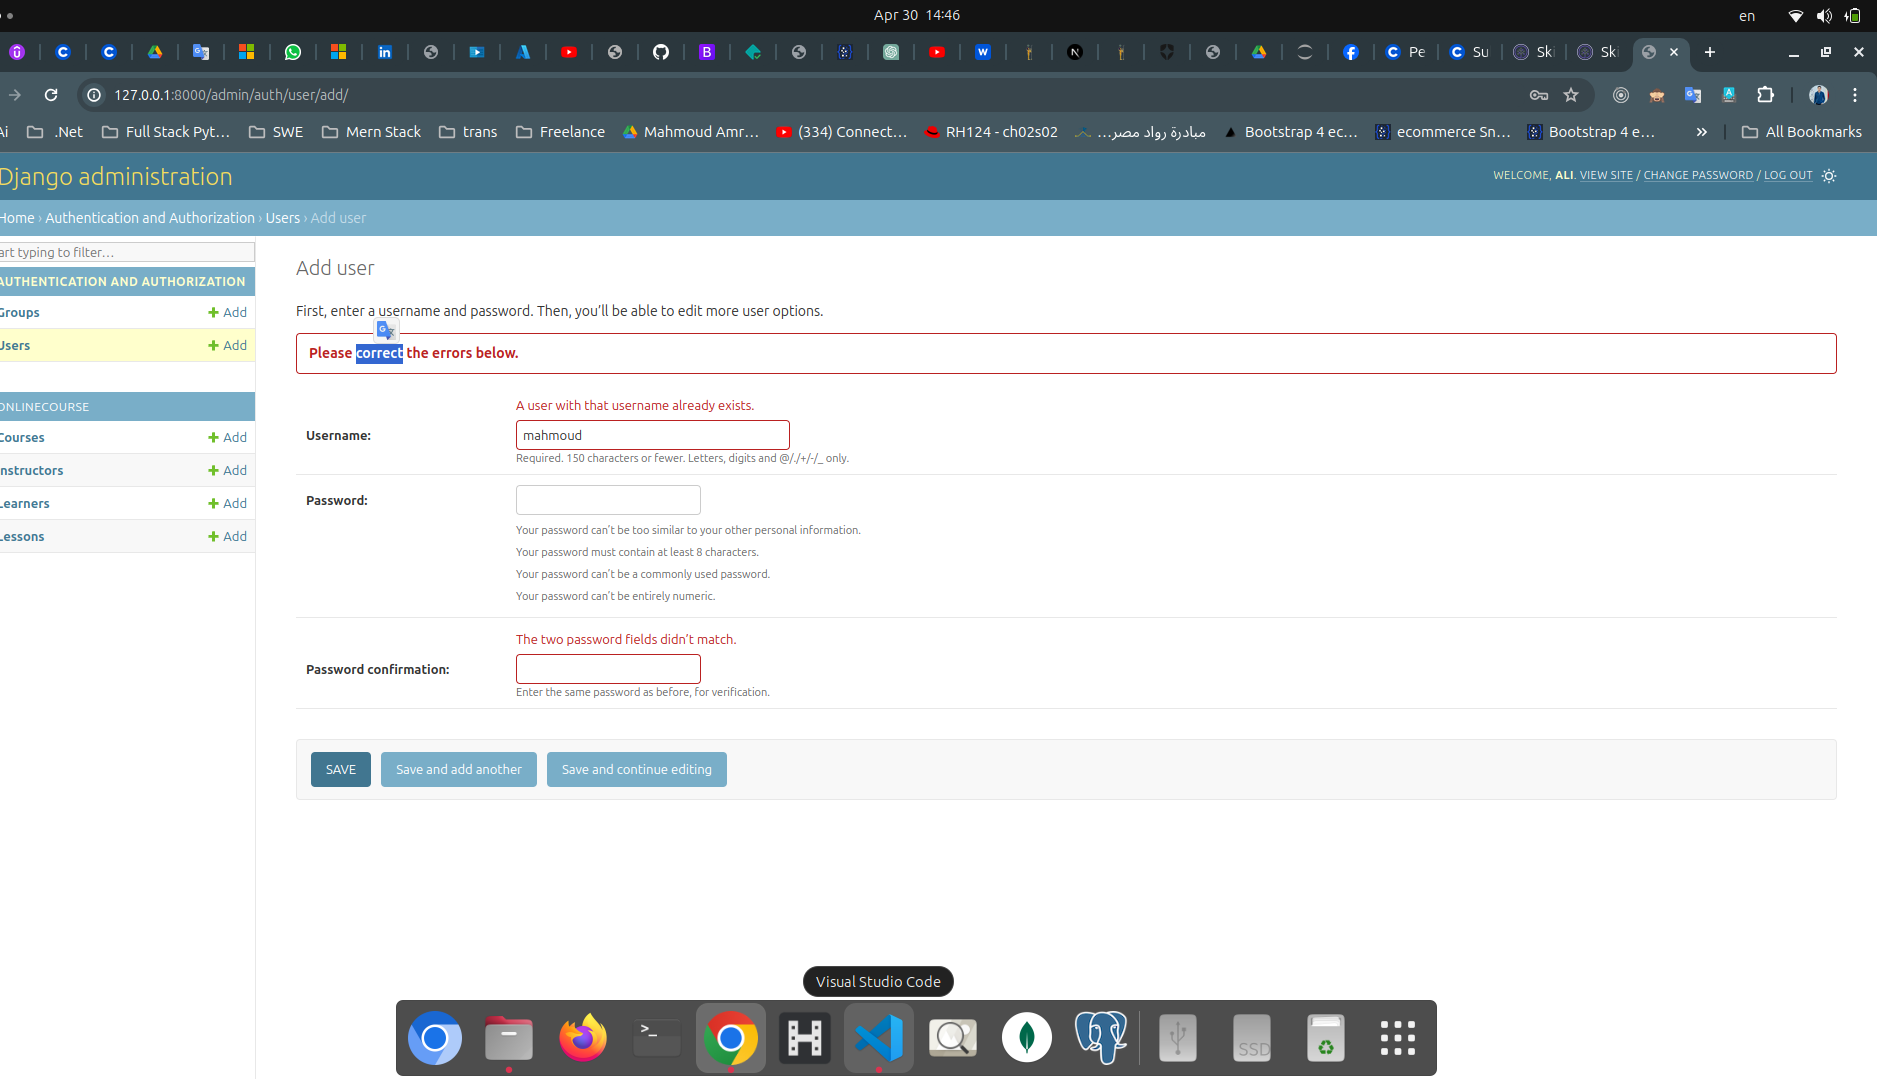 Apr 30 14:46
en
Pe
Su
Ski
Ski
127.0.0.1:8000/admin/auth/user/add/
Ai
.Net
Full Stack Pyt...
SWE
Mern Stack
trans
Freelance
Mahmoud Amr...
(334) Connect...
RH124 - ch02s02
مبادرة رواد مصر...
Bootstrap 4 ec...
ecommerce Sn...
Bootstrap 4 e...
»
All Bookmarks
Django administration
WELCOME, ALI. VIEW SITE / CHANGE PASSWORD / LOG OUT
Home › Authentication and Authorization › Users › Add user
art typing to filter...
AUTHENTICATION AND AUTHORIZATION
Groups
Add
Users
Add
ONLINECOURSE
Courses
Add
Instructors
Add
Learners
Add
Lessons
Add
Add user
First, enter a username and password. Then, you’ll be able to edit more user options.
Please correct the errors below.
A user with that username already exists.
Username:
mahmoud
Required. 150 characters or fewer. Letters, digits and @/./+/-/_ only.
Password:
Your password can’t be too similar to your other personal information.
Your password must contain at least 8 characters.
Your password can’t be a commonly used password.
Your password can’t be entirely numeric.
The two password fields didn’t match.
Password confirmation:
Enter the same password as before, for verification.
SAVE
Save and add another
Save and continue editing
Visual Studio Code
SSD